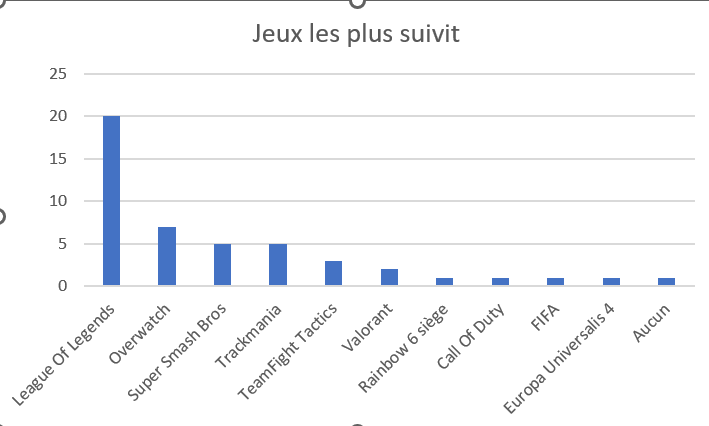 Jeux les plus suivit
25
20
15
10
5
0
League Of Legends
Overwatch
Super Smash Bros
Trackmania
TeamFight Tactics
Valorant
Rainbow 6 siège
Call Of Duty
FIFA
Europa Universalis 4
Aucun